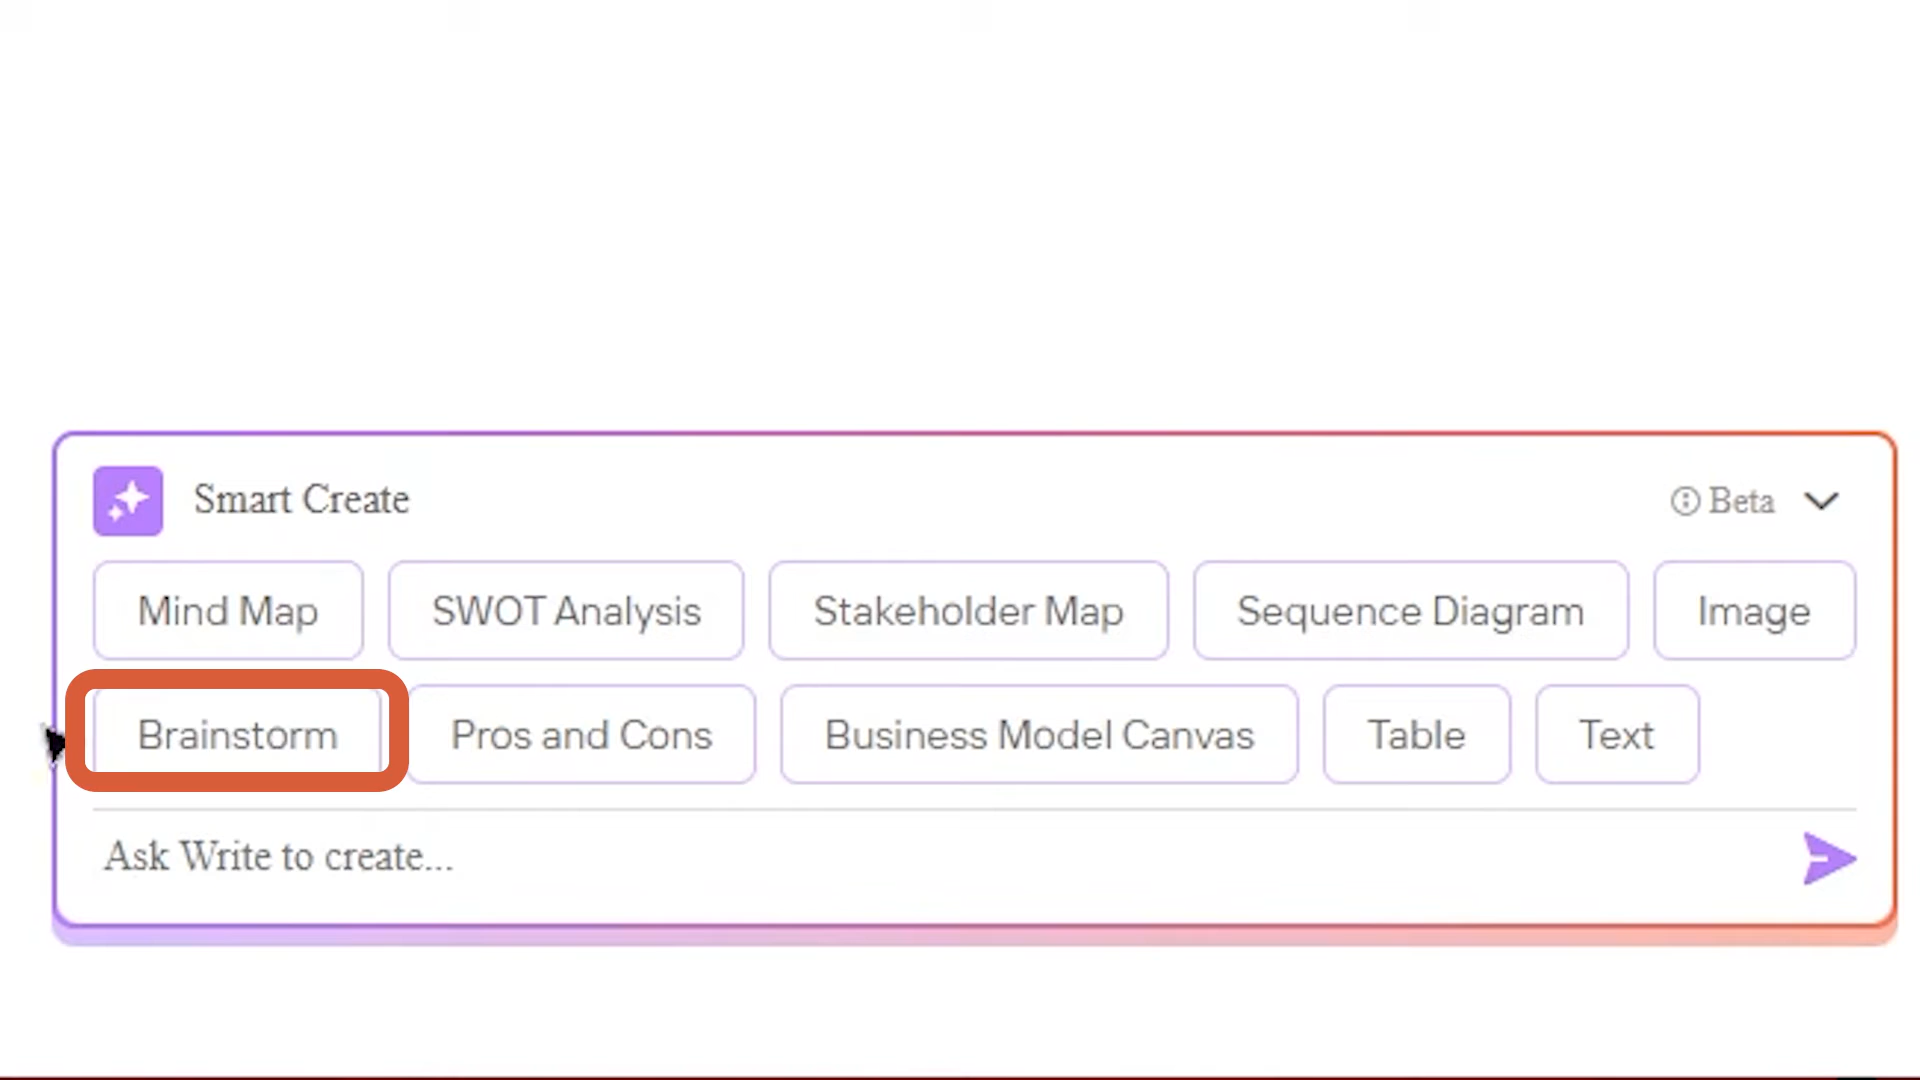 Smart Create
Beta
Mind Map
SWOT Analysis
Stakeholder Map
Sequence Diagram
Image
Brainstorm
Pros and Cons
Business Model Canvas
Table
Text
Ask Write to create...